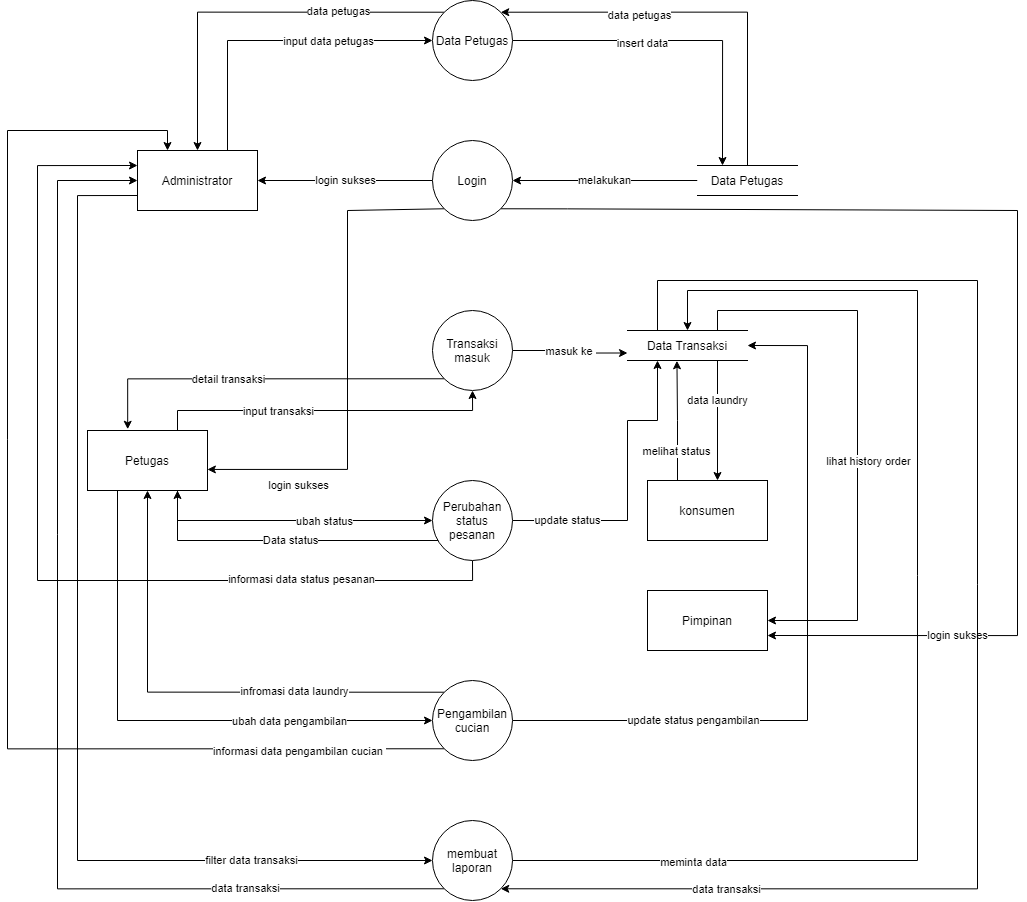 data petugas
data petugas
input data petugas
Data Petugas
insert data
Administrator
login sukses
Login
melakukan
Data Petugas
Transaksi
masuk
masuk ke
Data Transaksi
detail transaksi
input transaksi
data laundry
Petugas
melihat status
lihat history order
login sukses
Perubahan
status
pesanan
ubah status
update status
konsumen
Data status
informasi data status pesanan
Pimpinan
login sukses
infromasi data laundry
Pengambilan
cucian
ubah data pengambilan
update status pengambilan
informasi data pengambilan cucian
membuat
laporan
filter data transaksi
meminta data
data transaksi
data transaksi